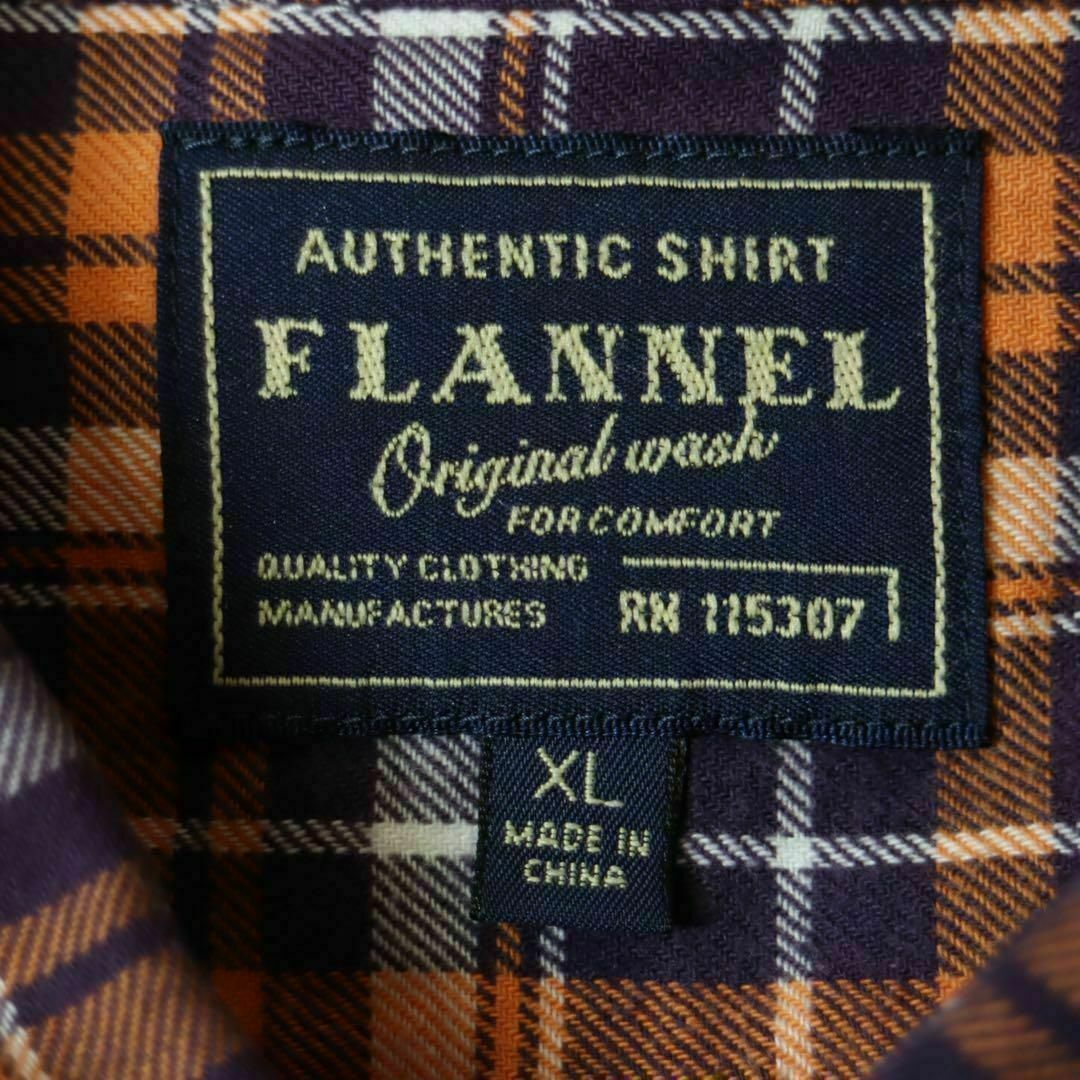 AUTHENTIC SHIRT
FLANNEL
Original wash
FOR COMFORT
QUALITY CLOTHING
MANUFACTURES
RN 115307
XL
MADE IN
CHINA